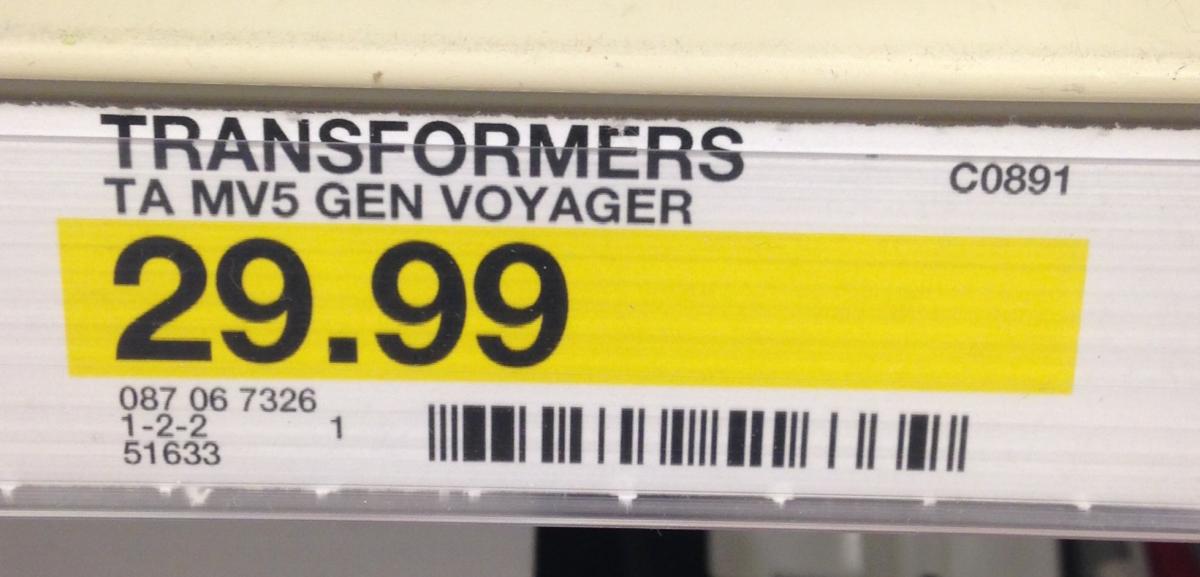 TRANSFORMERS
TA MV5 GEN VOYAGER
C0891
29.99
087 06 7326
1-2-2 1
51633